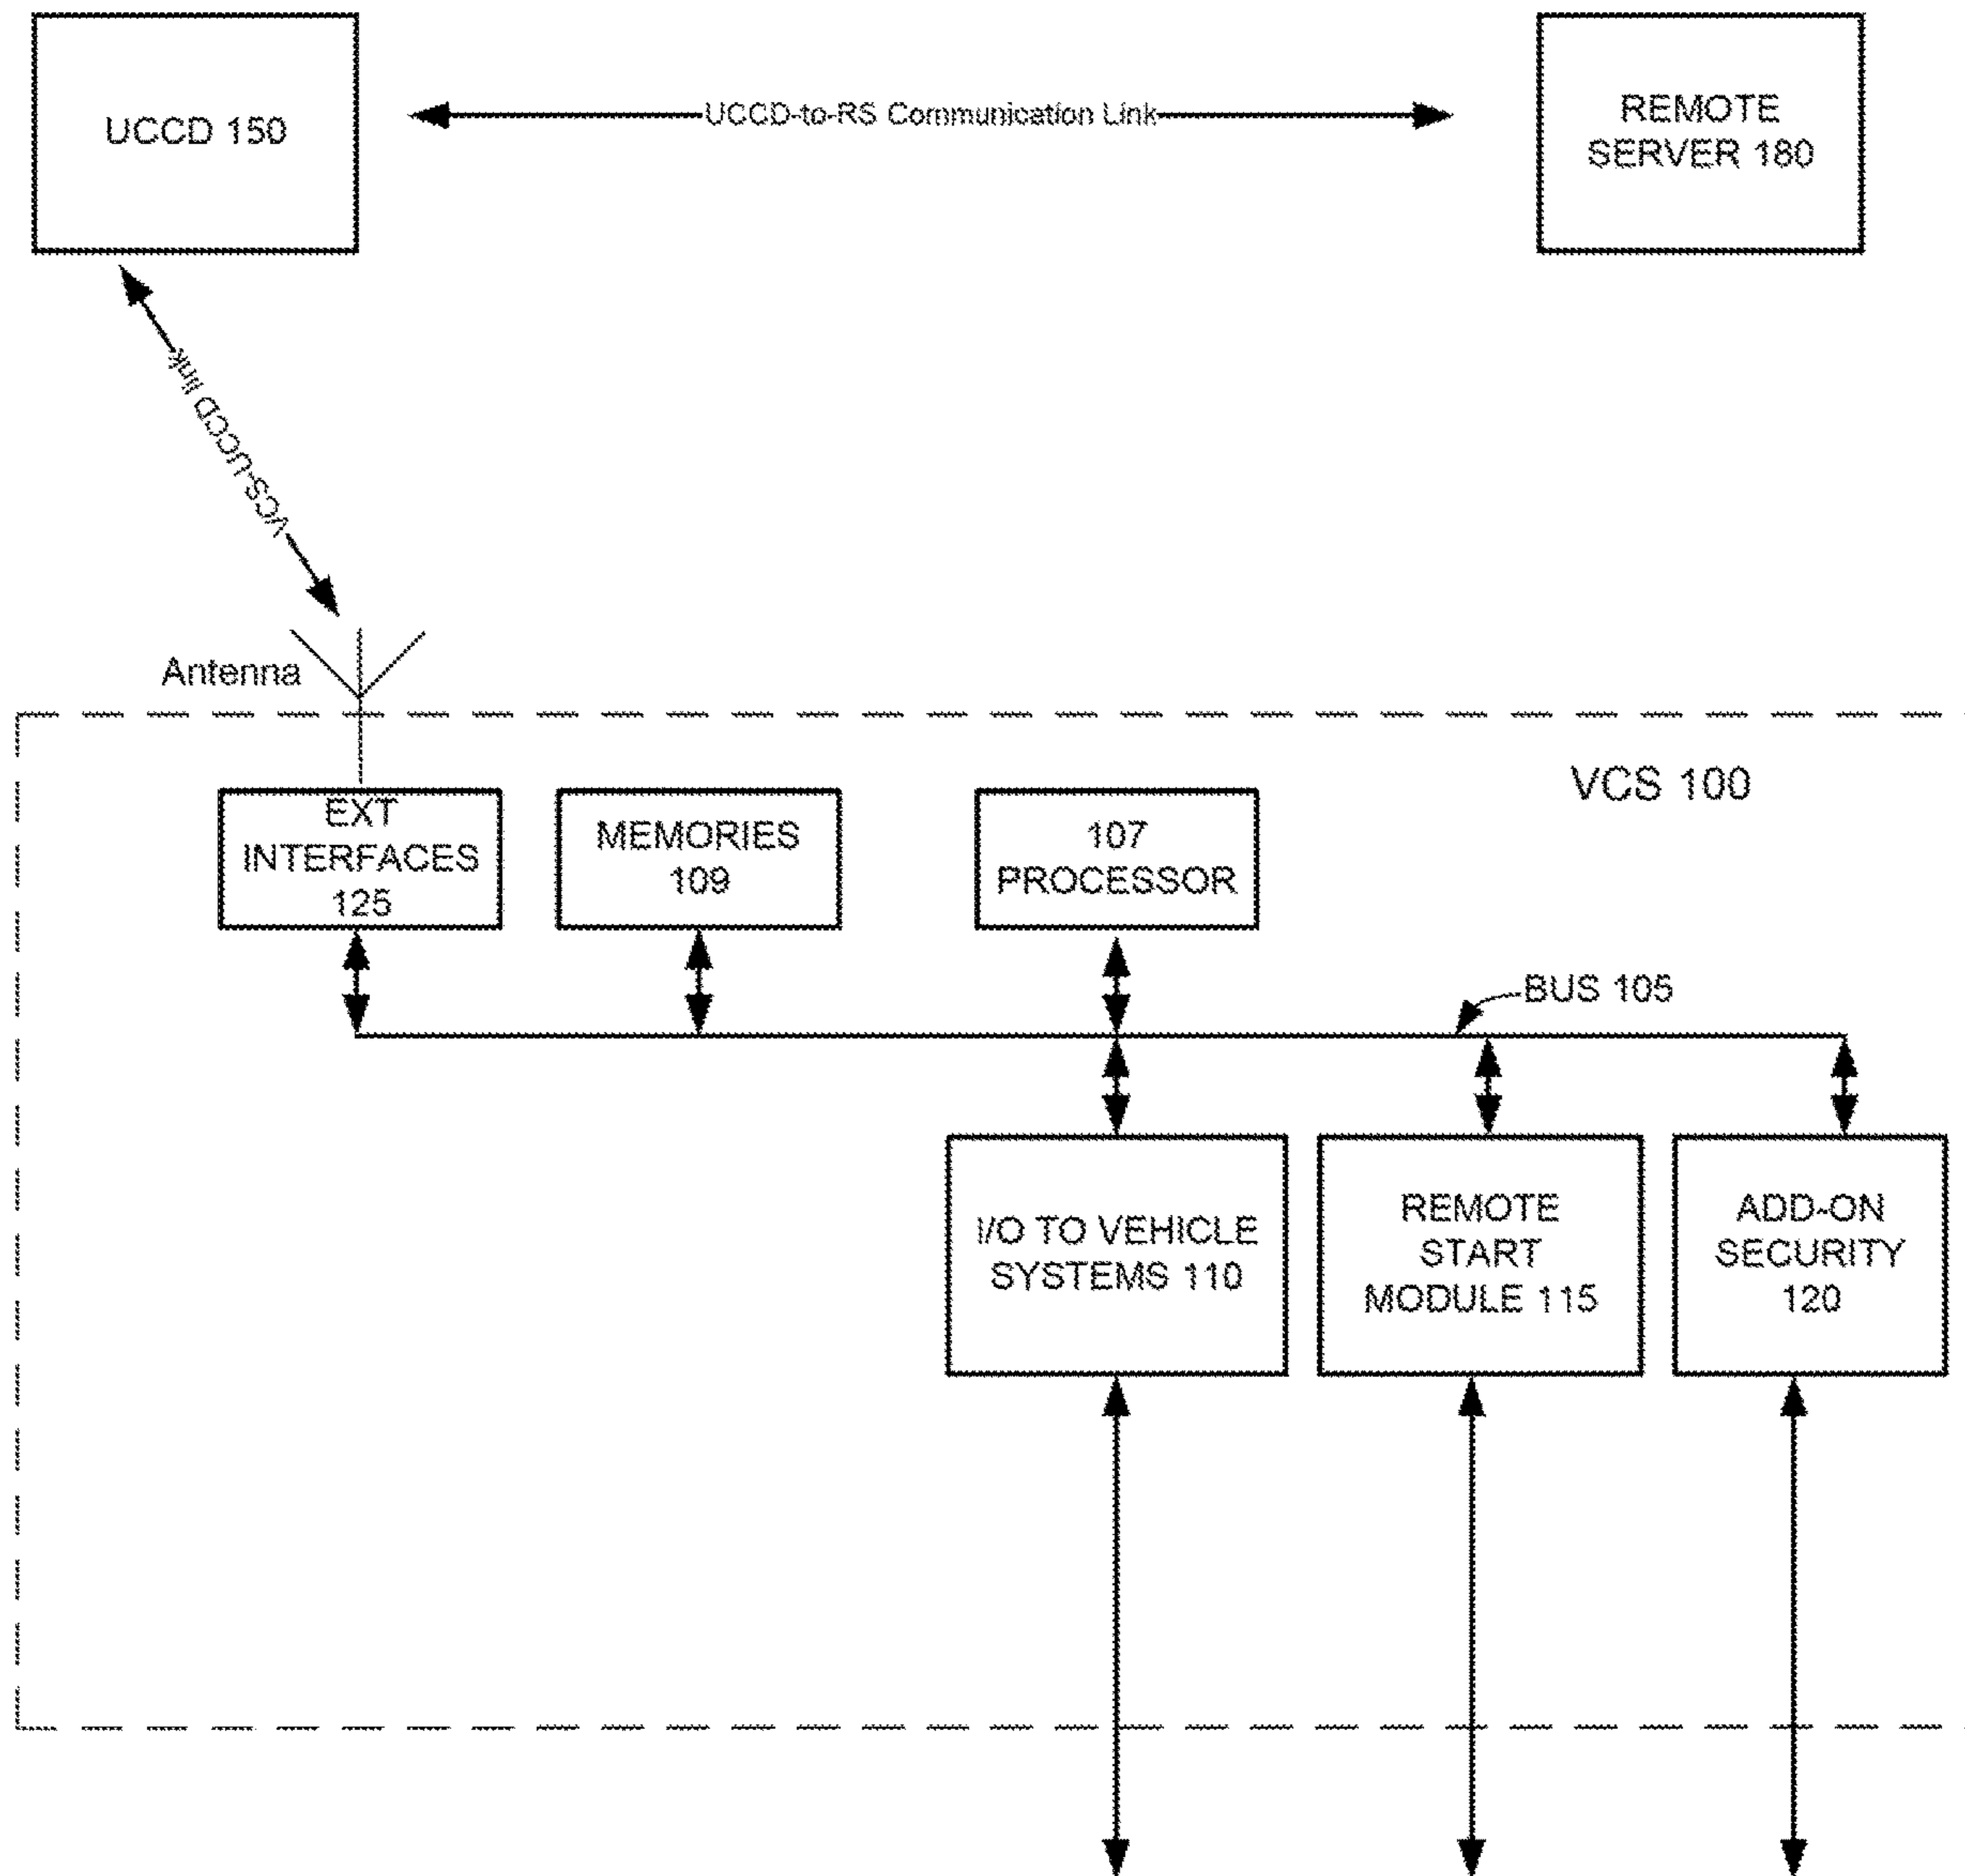 UCCD 150
UCCD-to-RS Communication Link
REMOTE
SERVER 180
VCS-UCCD link
Antenna
VCS 100
EXT
INTERFACES
125
MEMORIES
109
107
PROCESSOR
BUS 105
I/O TO VEHICLE
SYSTEMS 110
REMOTE
START
MODULE 115
ADD-ON
SECURITY
120